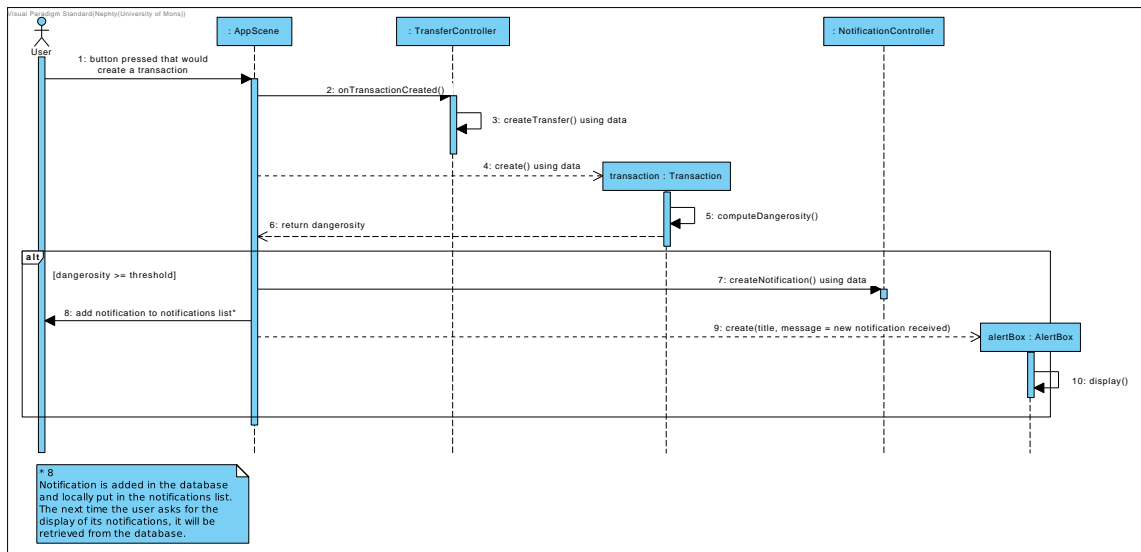 Visual Paradigm Standard(Nephty(University of Mons))
User
: AppScene
: TransferController
: NotificationController
1: button pressed that would
create a transaction
2: onTransactionCreated()
3: createTransfer() using data
4: create() using data
transaction : Transaction
5: computeDangerosity()
6: return dangerosity
alt
[dangerosity >= threshold]
7: createNotification() using data
8: add notification to notifications list*
9: create(title, message = new notification received)
alertBox : AlertBox
10: display()
* 8
Notification is added in the database
and locally put in the notifications list.
The next time the user asks for the
display of its notifications, it will be
retrieved from the database.